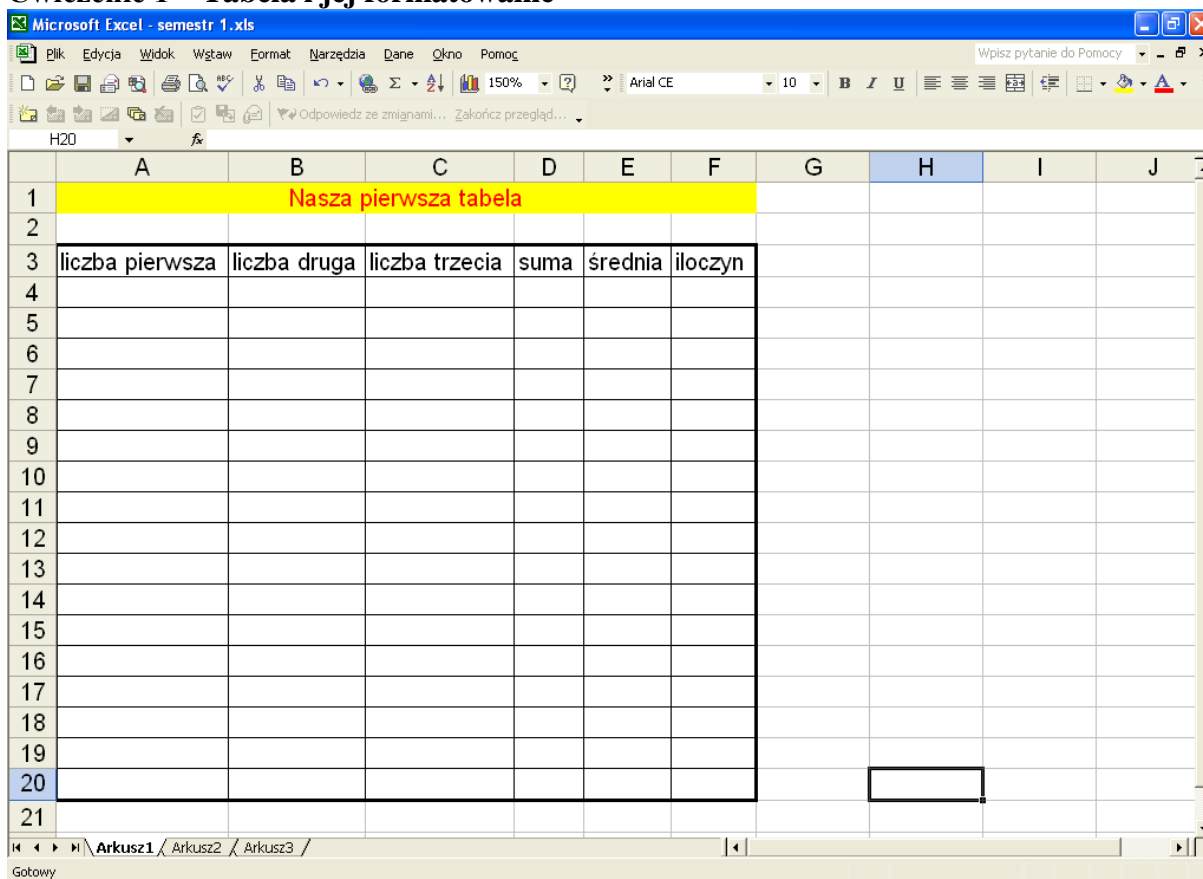 Ćwiczenie 1 – Tabela i jej formatowanie
Microsoft Excel - semestr 1.xls
Plik Edycja Widok Wstaw Format Narzędzia Dane Okno Pomoc Wpisz pytanie do Pomocy
150% Arial CE 10 B I U
Odpowiedz ze zmianami... Zakończ przegląd...
H20 fx
A B C D E F G H I J
1 Nasza pierwsza tabela
2
3 liczba pierwsza liczba druga liczba trzecia suma średnia iloczyn
4
5
6
7
8
9
10
11
12
13
14
15
16
17
18
19
20
21
Arkusz1 Arkusz2 Arkusz3
Gotowy